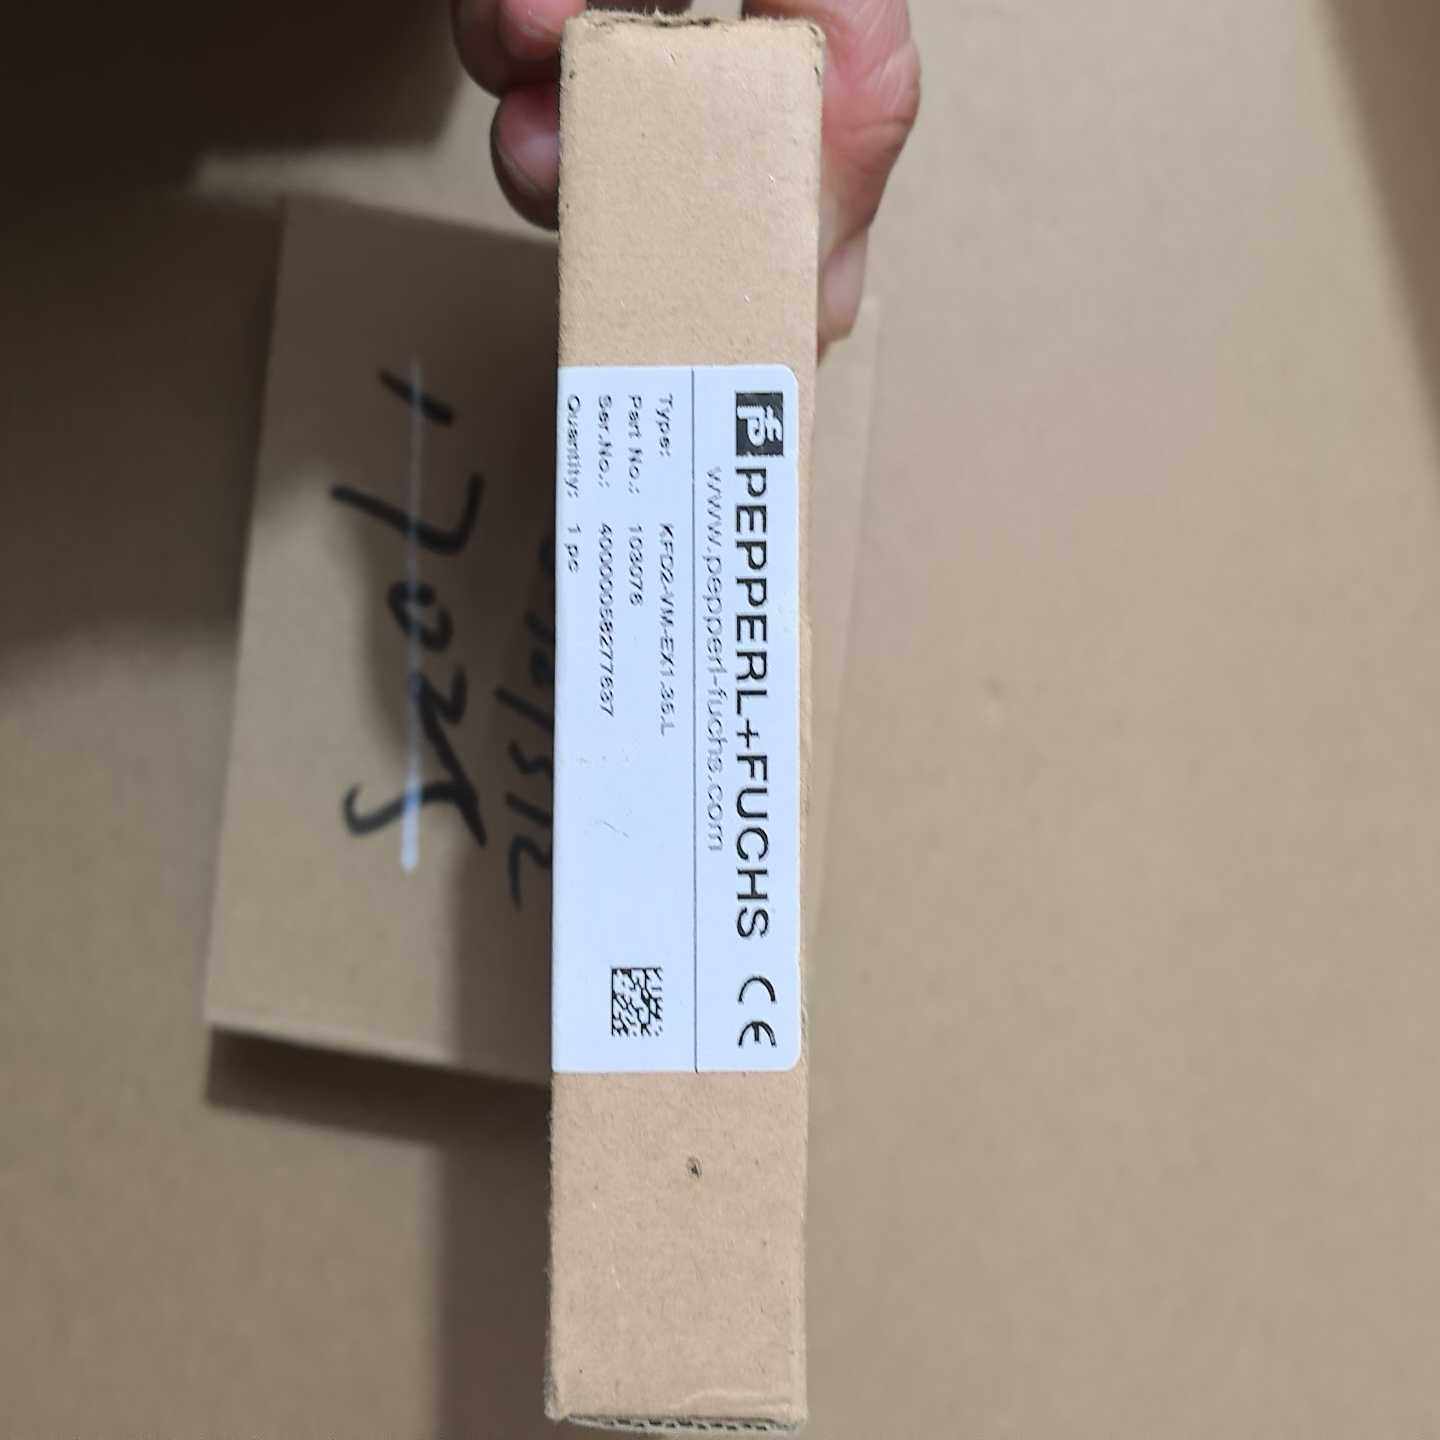 PEPPERL+FUCHS CE
www.pepperl-fuchs.com
Type: KFD2-VM-EX1.35.L
Part No.: 103076
Ser.No.: 40000058277637
Quantity: 1 pc